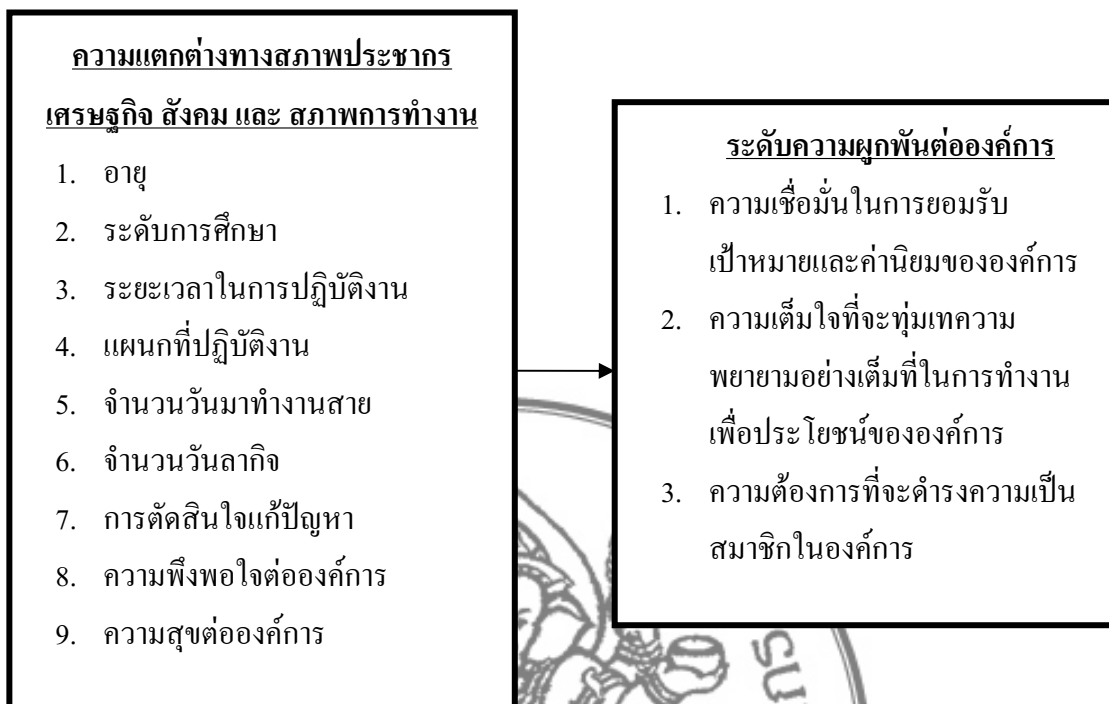 ความแตกต่างทางสภาพประชากร
เศรษฐกิจ สังคม และ สภาพการทำงาน
1. อายุ
2. ระดับการศึกษา
3. ระยะเวลาในการปฏิบัติงาน
4. แผนกที่ปฏิบัติงาน
5. จำนวนวันมาทำงานสาย
6. จำนวนวันลากิจ
7. การตัดสินใจแก้ปัญหา
8. ความพึงพอใจต่อองค์การ
9. ความสุขต่อองค์การ
ระดับความผูกพันต่อองค์การ
1. ความเชื่อมั่นในการยอมรับ
เป้าหมายและค่านิยมขององค์การ
2. ความเต็มใจที่จะทุ่มเทความ
พยายามอย่างเต็มที่ในการทำงาน
เพื่อประโยชน์ขององค์การ
3. ความต้องการที่จะดำรงความเป็น
สมาชิกในองค์การ